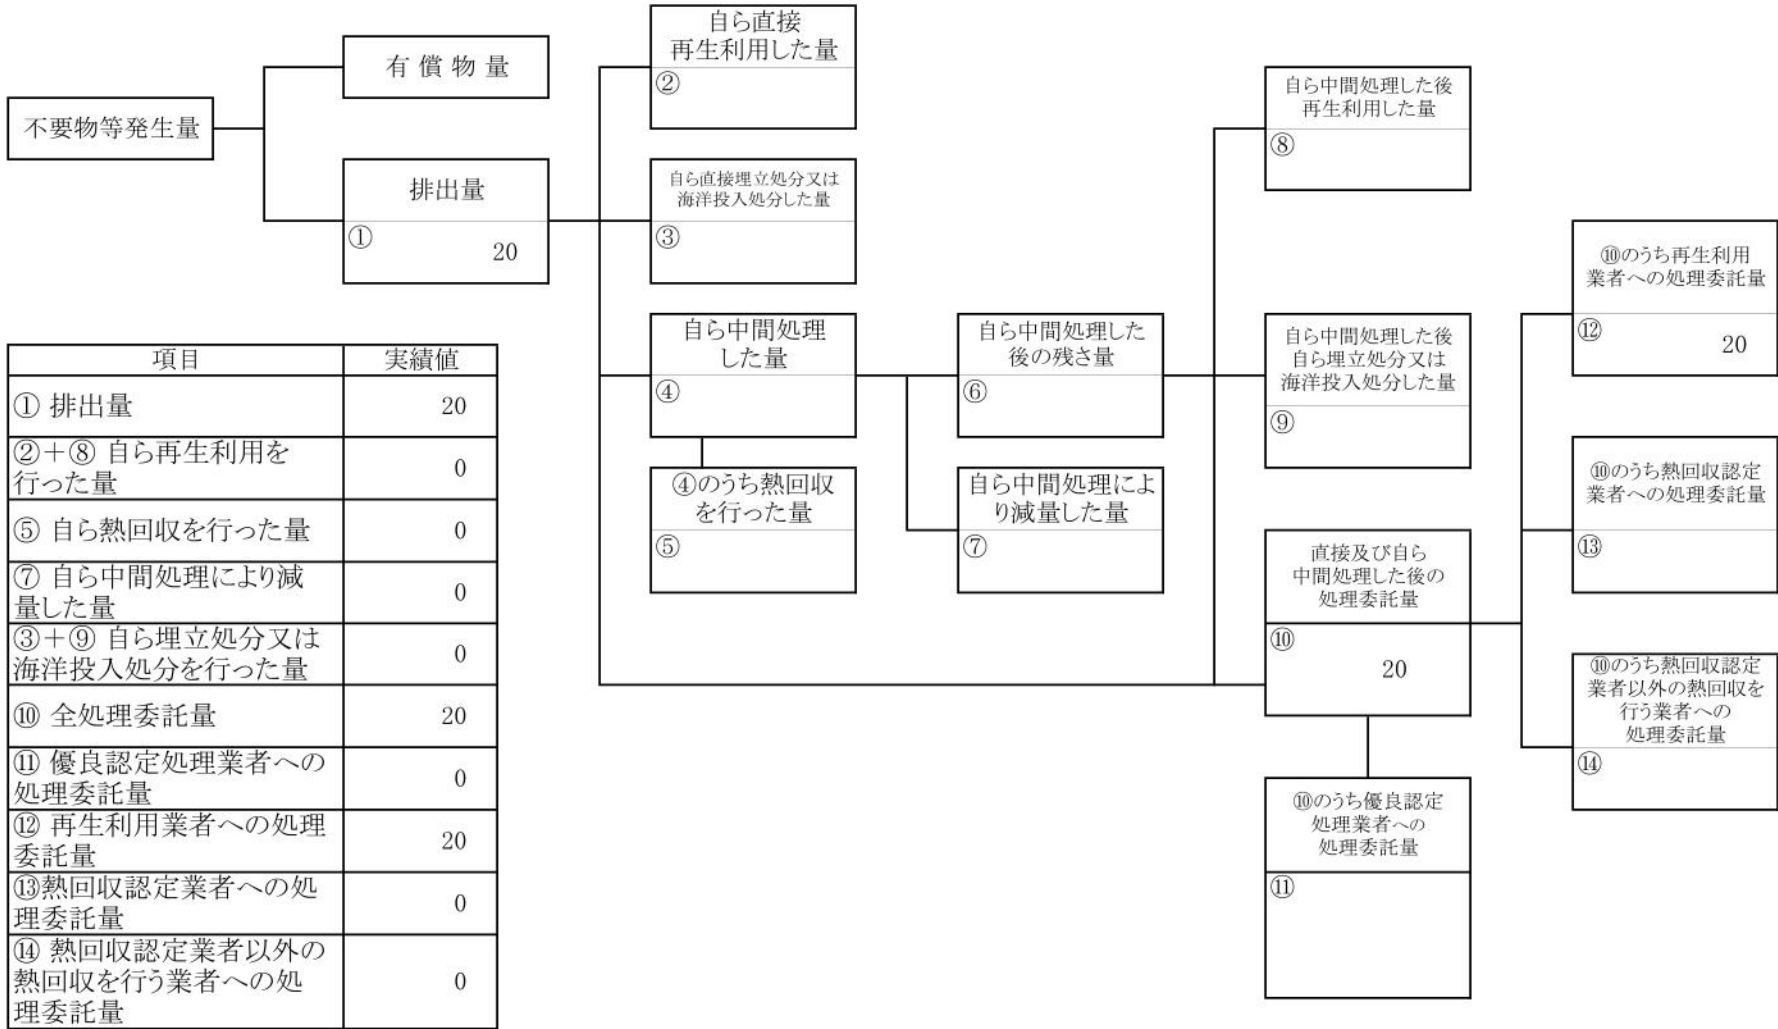 自ら直接
再生利用した量
②
有償物量
不要物等発生量
排出量
①
20
自ら直接埋立処分又は
海洋投入処分した量
③
自ら中間処理
した量
④
④のうち熱回収
を行った量
⑤
自ら中間処理した
後の残さ量
⑥
自ら中間処理によ
り減量した量
⑦
自ら中間処理した後
再生利用した量
⑧
自ら中間処理した後
自ら埋立処分又は
海洋投入処分した量
⑨
直接及び自ら
中間処理した後の
処理委託量
⑩
20
⑩のうち優良認定
処理業者への
処理委託量
⑪
⑩のうち再生利用
業者への処理委託量
⑫
20
⑩のうち熱回収認定
業者への処理委託量
⑬
⑩のうち熱回収認定
業者以外の熱回収を
行う業者への
処理委託量
⑭
項目 実績値
① 排出量 20
②+⑧ 自ら再生利用を
行った量 0
⑤ 自ら熱回収を行った量 0
⑦ 自ら中間処理により減
量した量 0
③+⑨ 自ら埋立処分又は
海洋投入処分を行った量 0
⑩ 全処理委託量 20
⑪ 優良認定処理業者への
処理委託量 0
⑫ 再生利用業者への処理
委託量 20
⑬熱回収認定業者への処
理委託量 0
⑭ 熱回収認定業者以外の
熱回収を行う業者への処
理委託量 0